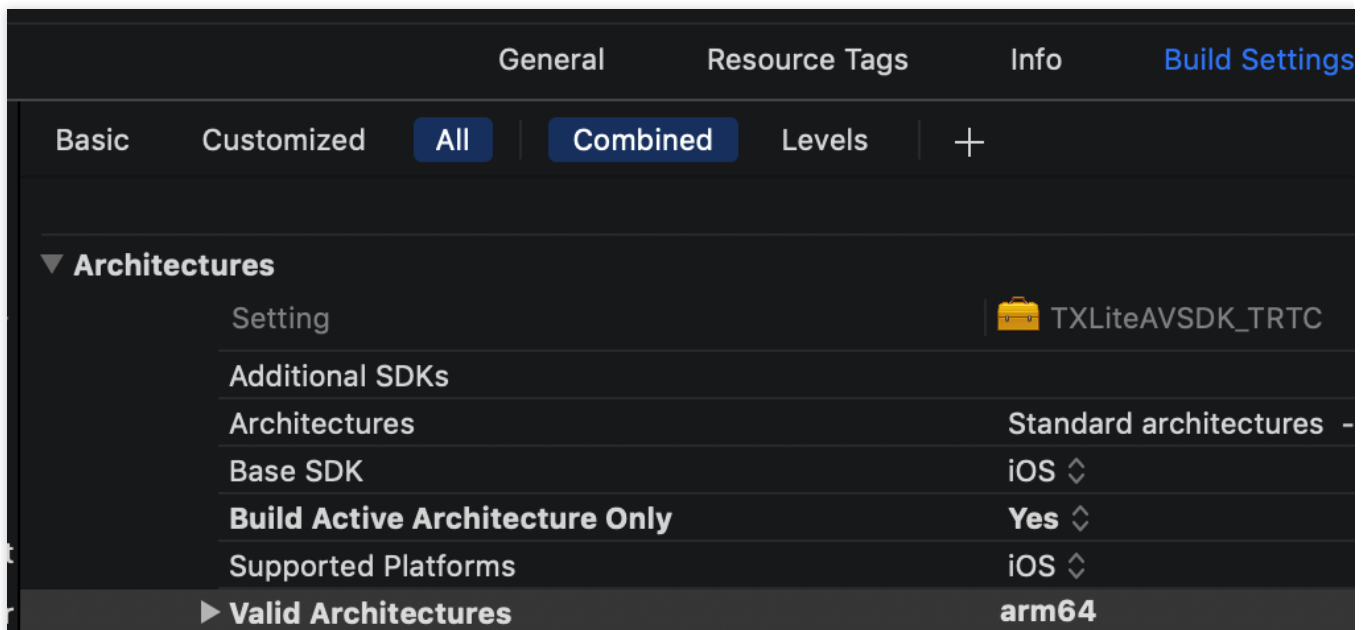 General Resource Tags Info Build Settings
Basic Customized All Combined Levels +
Architectures
Setting TXLiteAVSDK_TRTC
Additional SDKs
Architectures Standard architectures -
Base SDK iOS
Build Active Architecture Only Yes
Supported Platforms iOS
Valid Architectures arm64